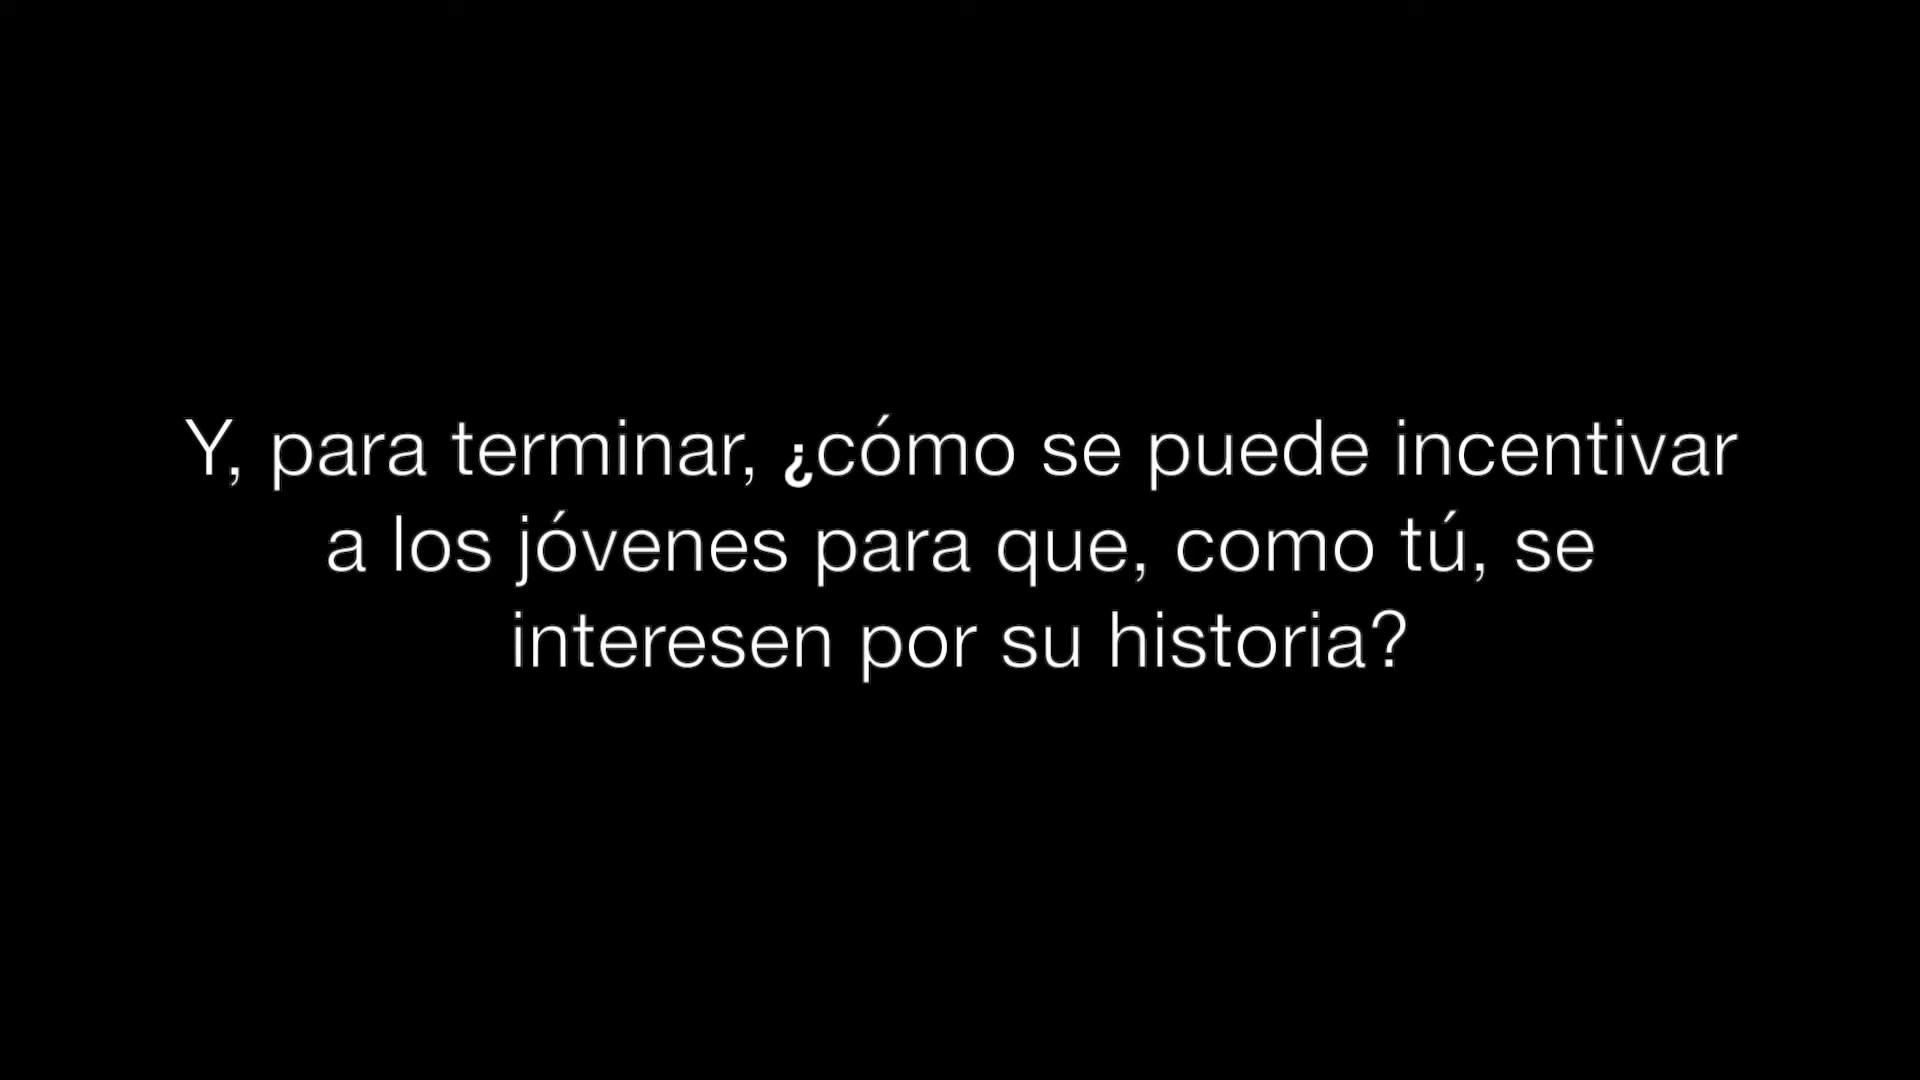 Y, para terminar, ¿cómo se puede incentivar
a los jóvenes para que, como tú, se
interesen por su historia?